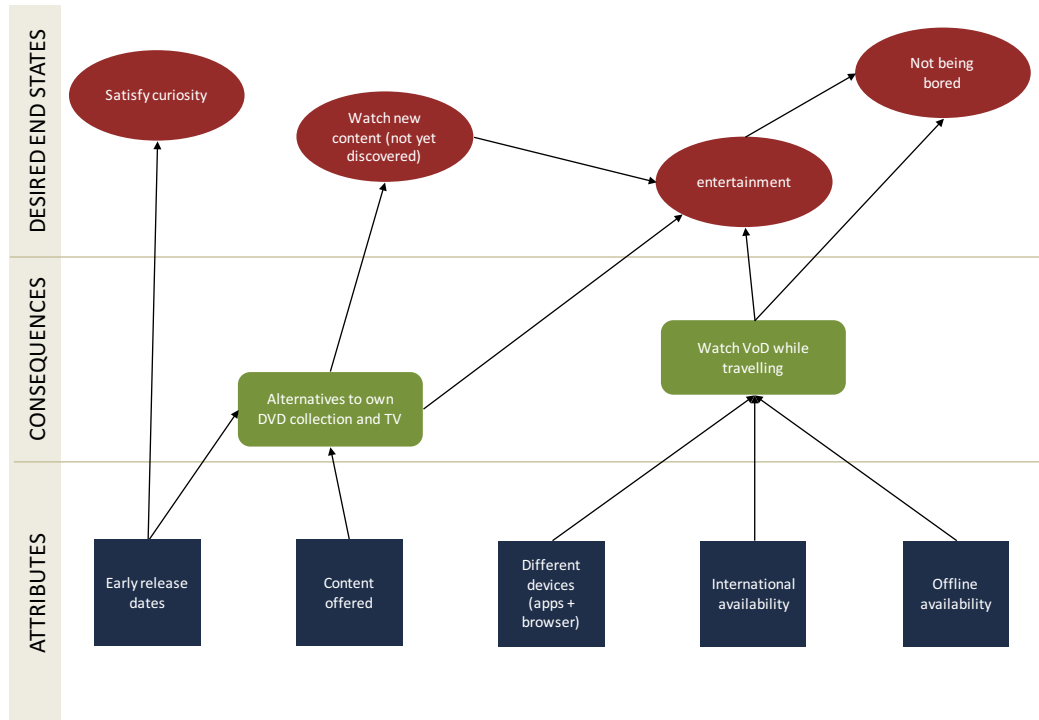 DESIRED END STATES
Satisfy curiosity
Watch new
content (not yet
discovered)
entertainment
Not being
bored
CONSEQUENCES
Alternatives to own
DVD collection and TV
Watch VoD while
travelling
ATTRIBUTES
Early release
dates
Content
offered
Different
devices
(apps +
browser)
International
availability
Offline
availability